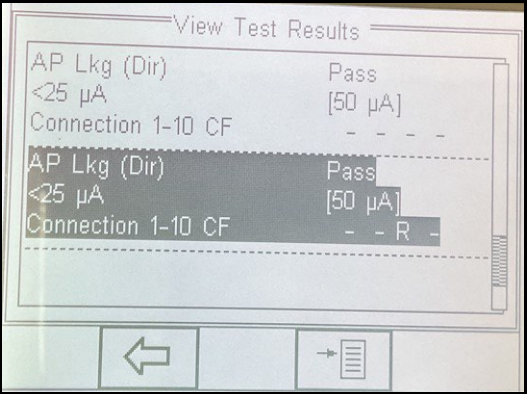 View Test Results
AP Lkg (Dir) Pass
<25 µA [50 µA]
Connection 1-10 CF - - - -
AP Lkg (Dir) Pass
<25 µA [50 µA]
Connection 1-10 CF - - R -